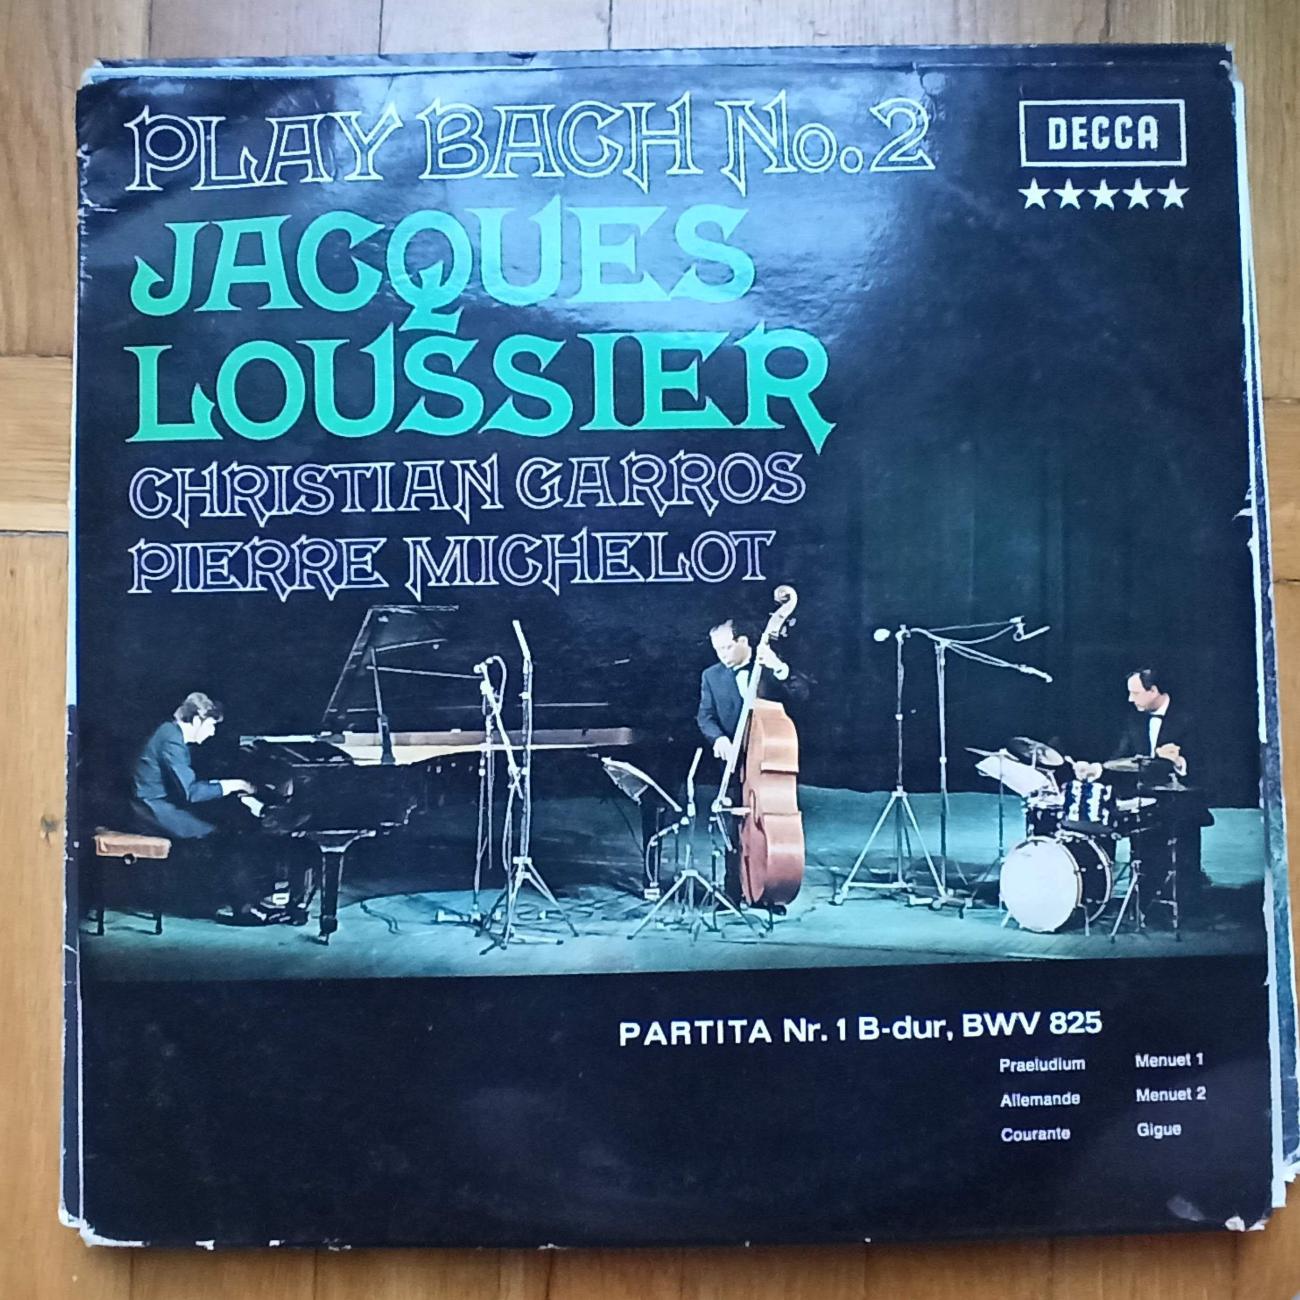 PLAY BACH No. 2
DECCA
JACQUES
LOUSSIER
CHRISTIAN GARROS
PIERRE MICHELOT
PARTITA Nr. 1 B-dur, BWV 825
Praeludium
Allemande
Courante
Menuet 1
Menuet 2
Gigue